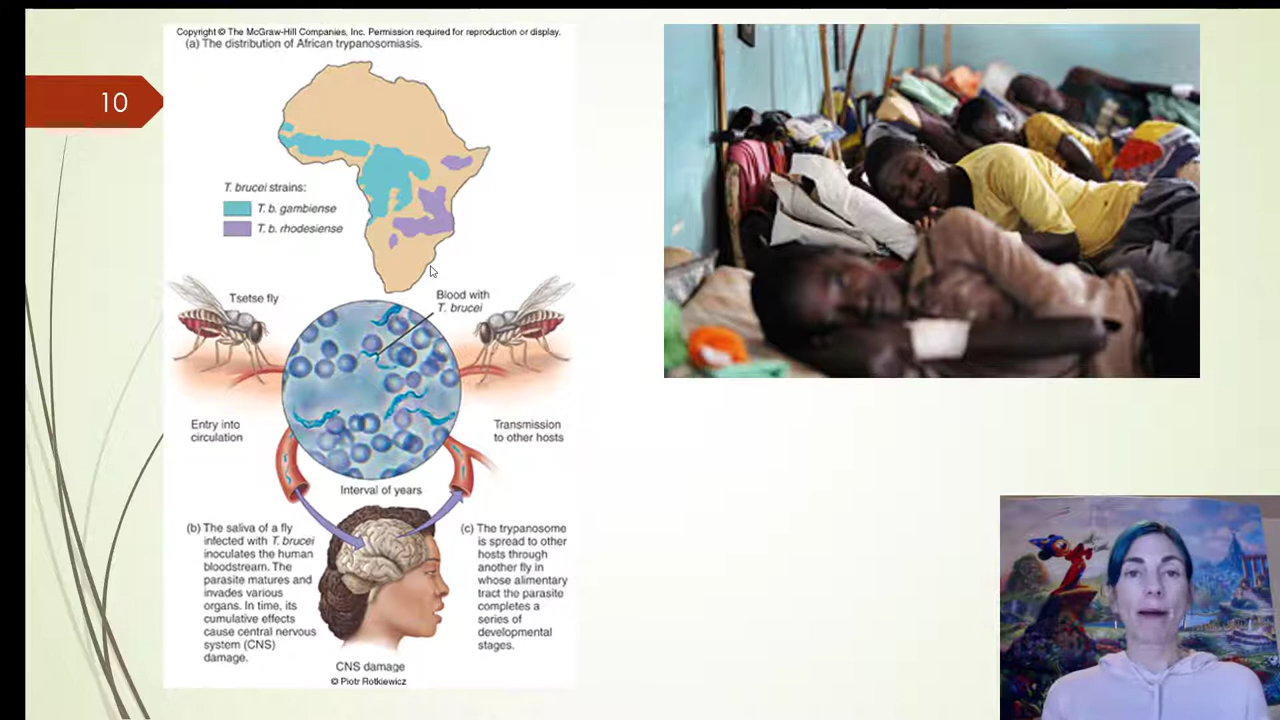 Copyright © The McGraw-Hill Companies, Inc. Permission required for reproduction or display.
(a) The distribution of African trypanosomiasis.
10
T. brucei strains:
T. b. gambiense
T. b. rhodesiense
Tsetse fly
Blood with
T. brucei
Entry into
circulation
Transmission
to other hosts
Interval of years
(b) The saliva of a fly
infected with T. brucei
inoculates the human
bloodstream. The
parasite matures and
invades various
organs. In time, its
cumulative effects
cause central nervous
system (CNS)
damage.
(c) The trypanosome
is spread to other
hosts through
another fly in
whose alimentary
tract the parasite
completes a
series of
developmental
stages.
CNS damage
© Piotr Rotkiewicz